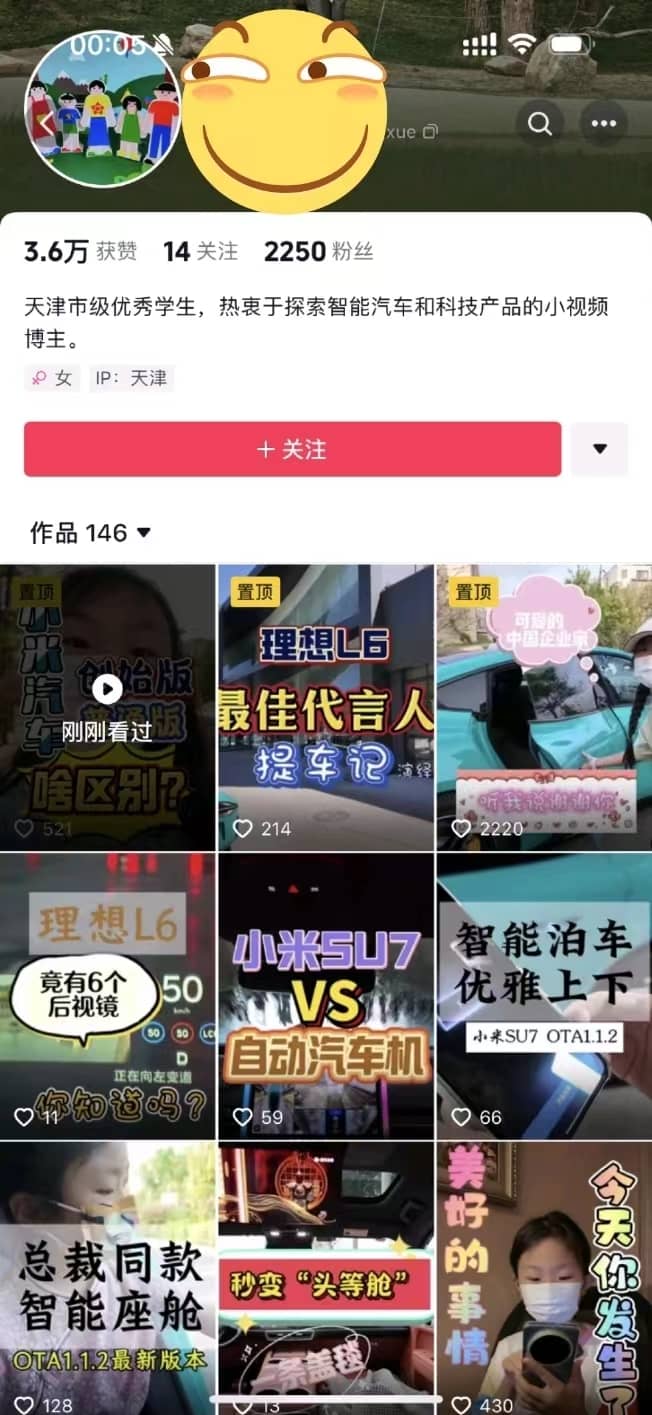 00:05
xue
3.6万 获赞 14 关注 2250 粉丝
天津市级优秀学生，热衷于探索智能汽车和科技产品的小视频
博主。
女 IP：天津
+ 关注
作品 146
置顶
小米汽车
创始版
普通版
刚刚看过
啥区别?
521
置顶
理想L6
最佳代言人
提车记 演绎
214
置顶
可爱的
中国企业家
听我说谢谢你
2220
理想L6
竟有6个
后视镜
50
km/h
50 50
D
正在向左变道
你知道吗?
11
小米SU7
VS
自动汽车机
59
智能泊车
优雅上下
小米SU7 OTA1.1.2
66
总裁同款
智能座舱
OTA1.1.2最新版本
128
秒变“头等舱”
一条盖毯
13
美好的事情
今天你发生了
430